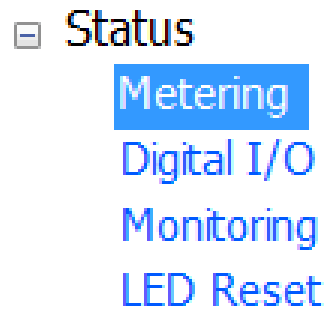 Status
Metering
Digital I/O
Monitoring
LED Reset